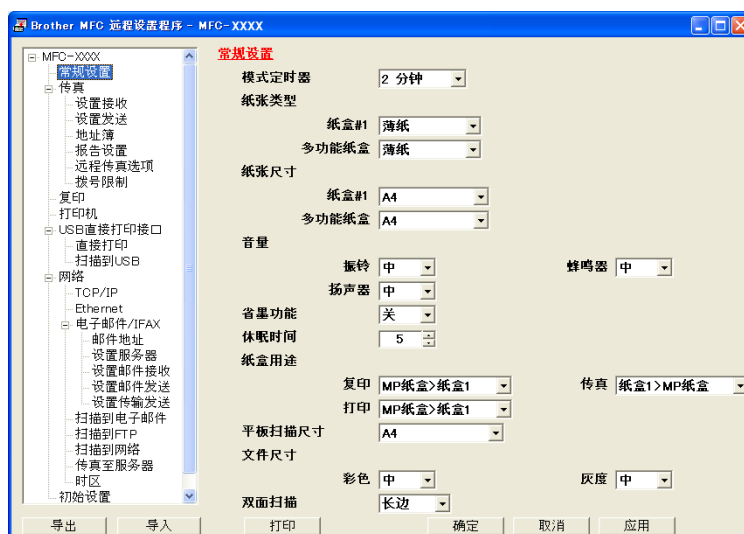 Brother MFC 远程设置程序 - MFC-XXXX
MFC-XXXX
常规设置
传真
设置接收
设置发送
地址簿
报告设置
远程传真选项
拨号限制
复印
打印机
USB直接打印接口
直接打印
扫描到USB
网络
TCP/IP
Ethernet
电子邮件/IFAX
邮件地址
设置服务器
设置邮件接收
设置邮件发送
设置传输发送
扫描到电子邮件
扫描到FTP
扫描到网络
传真至服务器
时区
初始设置
常规设置
模式定时器 2 分钟
纸张类型
纸盒#1 薄纸
多功能纸盒 薄纸
纸张尺寸
纸盒#1 A4
多功能纸盒 A4
音量
振铃 中 蜂鸣器 中
扬声器 中
省墨功能 关
休眠时间 5
纸盒用途
复印 MP纸盒>纸盒1 传真 纸盒1>MP纸盒
打印 MP纸盒>纸盒1
平板扫描尺寸 A4
文件尺寸
彩色 中 灰度 中
双面扫描 长边
导出 导入 打印 确定 取消 应用